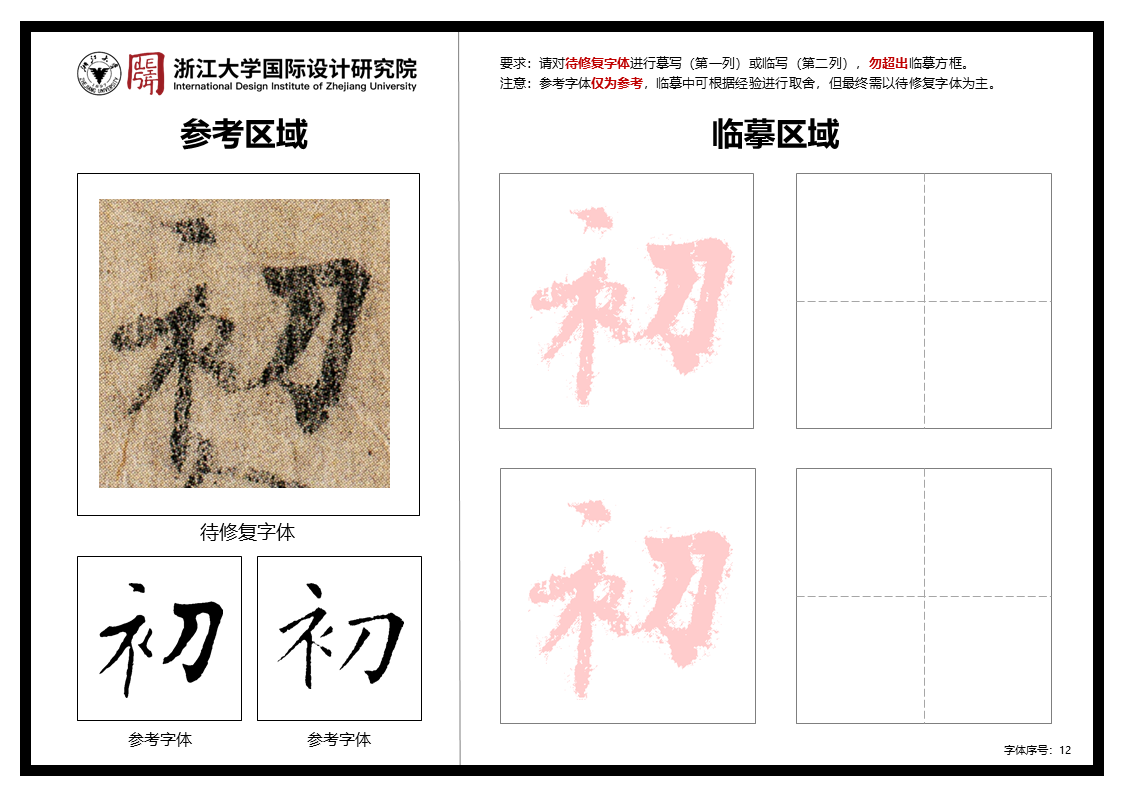 浙江大学国际设计研究院
International Design Institute of Zhejiang University
参考区域
初
待修复字体
初 初
参考字体 参考字体
要求：请对待修复字体进行摹写（第一列）或临写（第二列），勿超出临摹方框。
注意：参考字体仅为参考，临摹中可根据经验进行取舍，但最终需以待修复字体为主。
临摹区域
初
初
字体序号：12